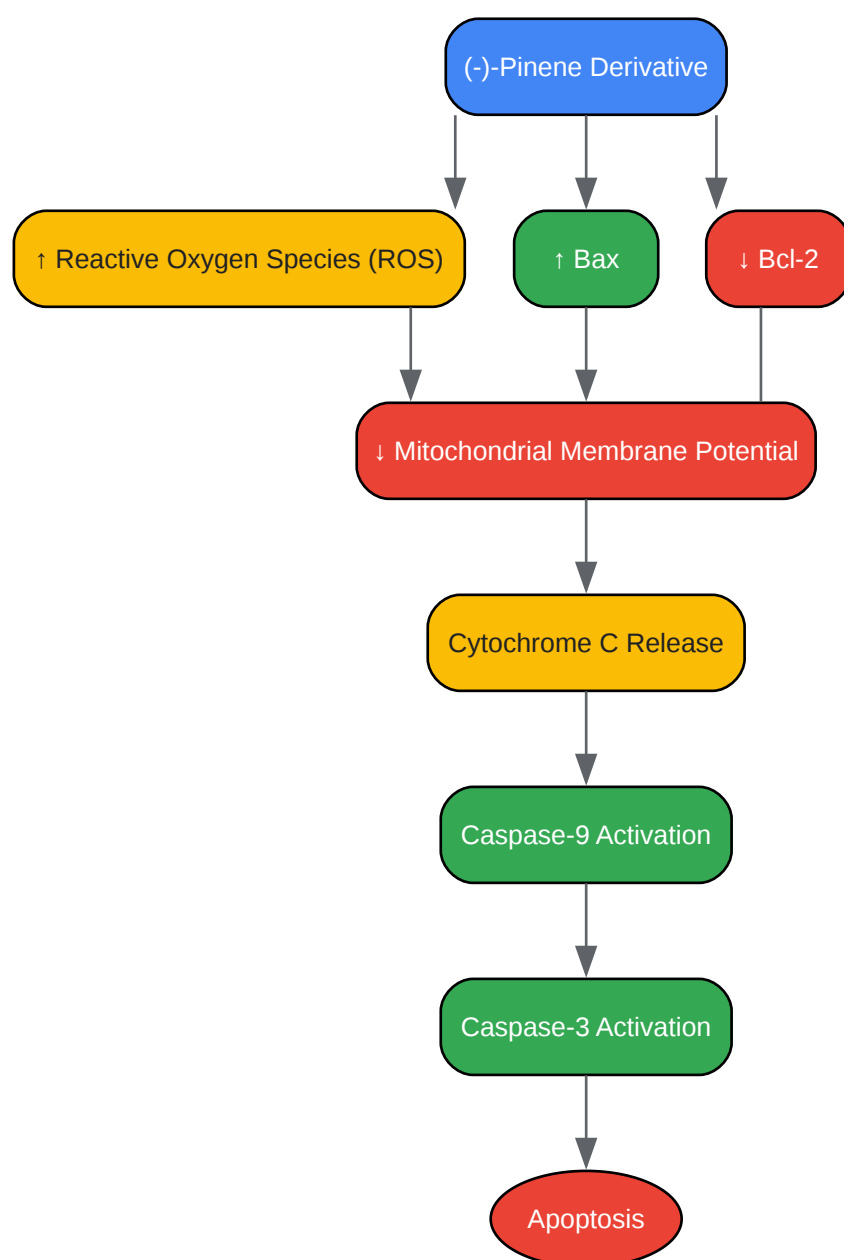 (-)-Pinene Derivative
↑ Reactive Oxygen Species (ROS)
↑ Bax
↓ Bcl-2
↓ Mitochondrial Membrane Potential
Cytochrome C Release
Caspase-9 Activation
Caspase-3 Activation
Apoptosis